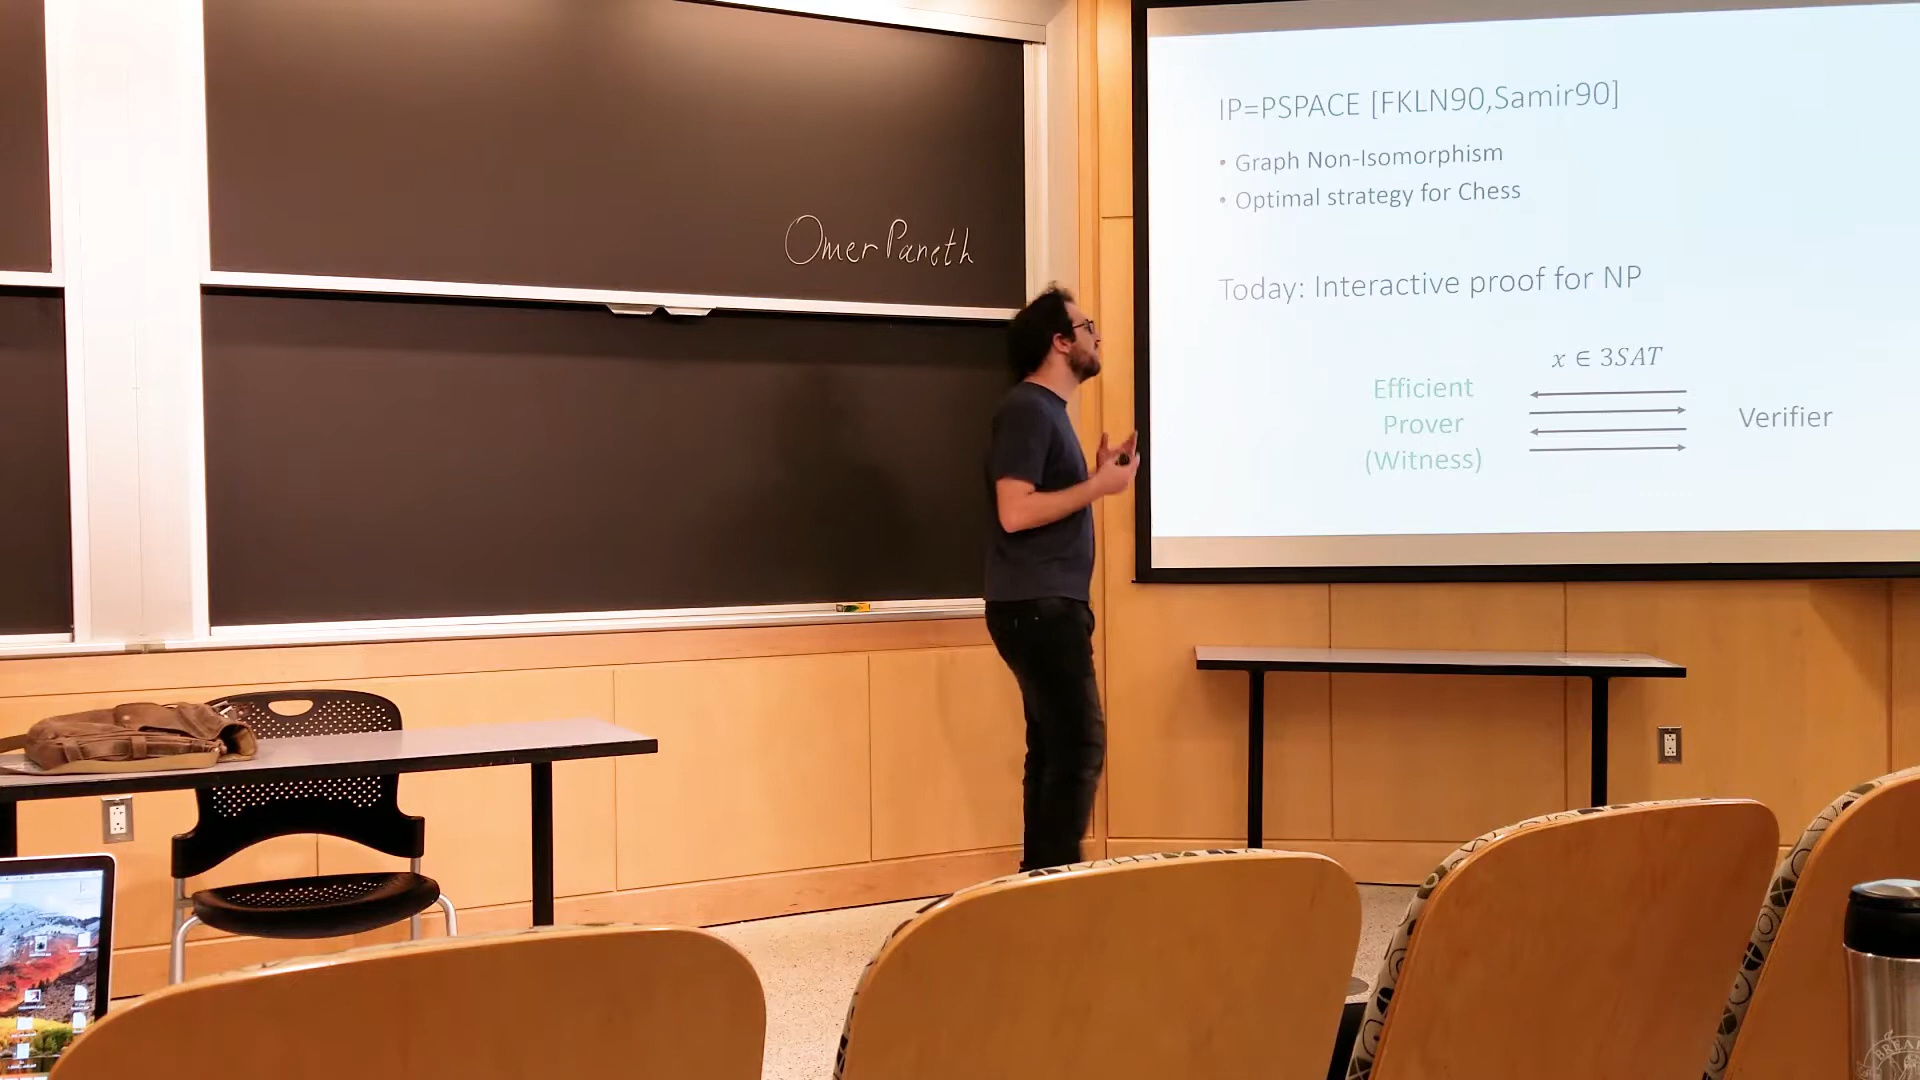 Omer Paneth
IP=PSPACE [FKLN90,Samir90]
• Graph Non-Isomorphism
• Optimal strategy for Chess
Today: Interactive proof for NP
x ∈ 3SAT
Efficient
Prover
(Witness)
Verifier